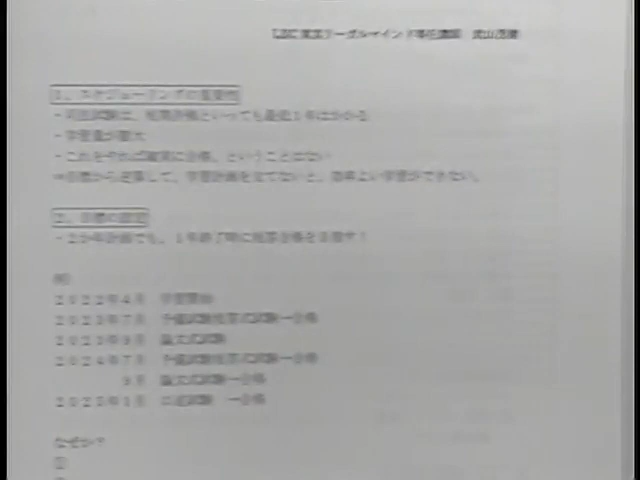 LEC東京リーガルマインド専任講師 武山茂樹
1、スケジューリングの重要性
・司法試験は、短期合格といっても最低1年はかかる
・学習量が膨大
・これをやれば確実に合格、ということはない
⇒目標から逆算して、学習計画を立てないと、効率よい学習ができない。
2、目標の設定
・2か年計画でも、1年終了時に短答合格を目指す!
例)
2022年4月 学習開始
2023年7月 予備試験短答式試験→合格
2023年9月 論文式試験
2024年7月 予備試験短答式試験→合格
9月 論文式試験→合格
2025年1月 口述試験 →合格
なぜか?
①